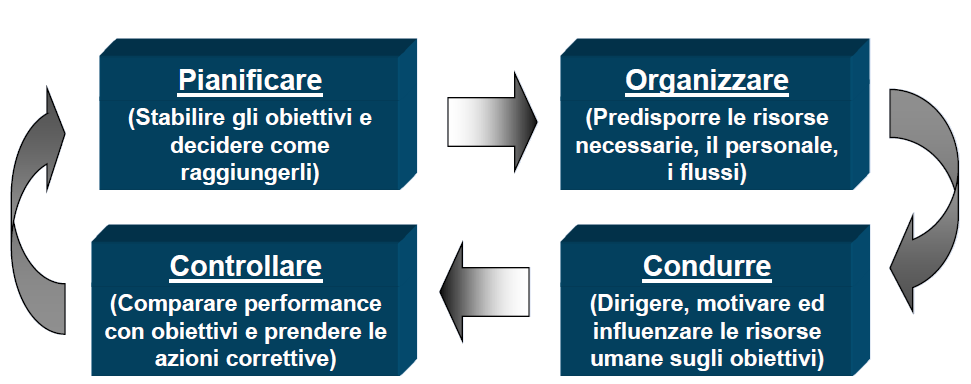 Pianificare
(Stabilire gli obiettivi e
decidere come
raggiungerli)
Organizzare
(Predisporre le risorse
necessarie, il personale,
i flussi)
Controllare
(Comparare performance
con obiettivi e prendere le
azioni correttive)
Condurre
(Dirigere, motivare ed
influenzare le risorse
umane sugli obiettivi)